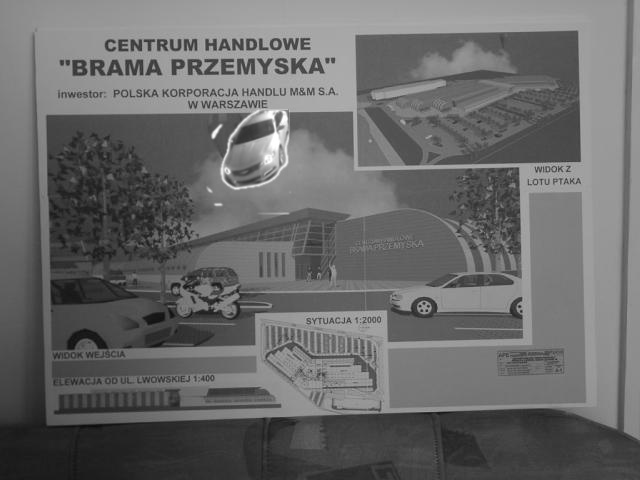 CENTRUM HANDLOWE
"BRAMA PRZEMYSKA"
inwestor: POLSKA KORPORACJA HANDLU M&M S.A.
W WARSZAWIE
WIDOK Z
LOTU PTAKA
CENTRUM HANDLOWE
BRAMA PRZEMYSKA
SYTUACJA 1:2000
WIDOK WEJŚCIA
ELEWACJA OD UL. LWOWSKIEJ 1:400